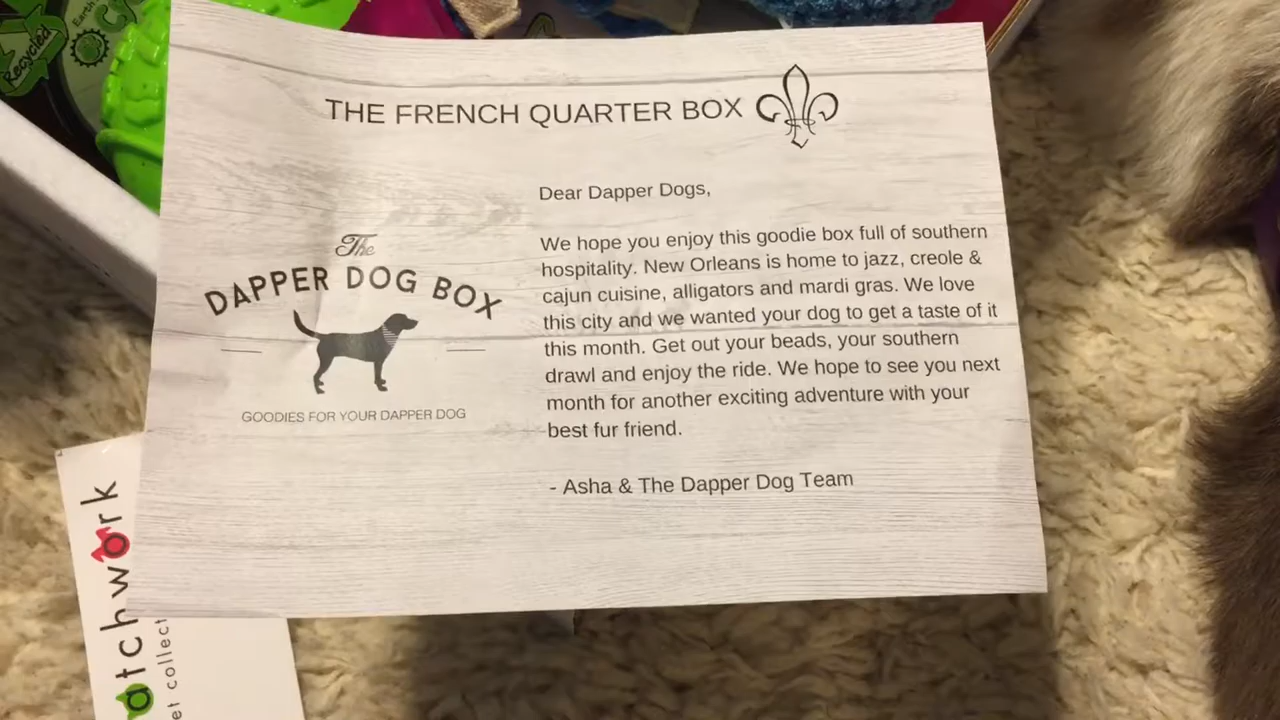 Recycled
Earth
THE FRENCH QUARTER BOX
The
DAPPER DOG BOX
GOODIES FOR YOUR DAPPER DOG
Dear Dapper Dogs,
We hope you enjoy this goodie box full of southern
hospitality. New Orleans is home to jazz, creole &
cajun cuisine, alligators and mardi gras. We love
this city and we wanted your dog to get a taste of it
this month. Get out your beads, your southern
drawl and enjoy the ride. We hope to see you next
month for another exciting adventure with your
best fur friend.
- Asha & The Dapper Dog Team
atchwork
et collect